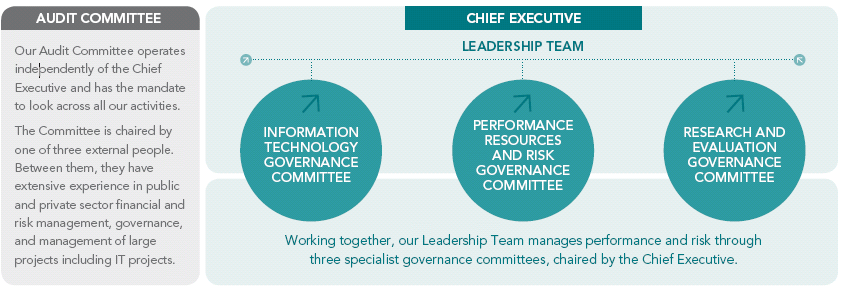 AUDIT COMMITTEE
Our Audit Committee operates
independently of the Chief
Executive and has the mandate
to look across all our activities.
The Committee is chaired by
one of three external people.
Between them, they have
extensive experience in public
and private sector financial and
risk management, governance,
and management of large
projects including IT projects.
CHIEF EXECUTIVE
LEADERSHIP TEAM
INFORMATION
TECHNOLOGY
GOVERNANCE
COMMITTEE
PERFORMANCE
RESOURCES
AND RISK
GOVERNANCE
COMMITTEE
RESEARCH AND
EVALUATION
GOVERNANCE
COMMITTEE
Working together, our Leadership Team manages performance and risk through
three specialist governance committees, chaired by the Chief Executive.